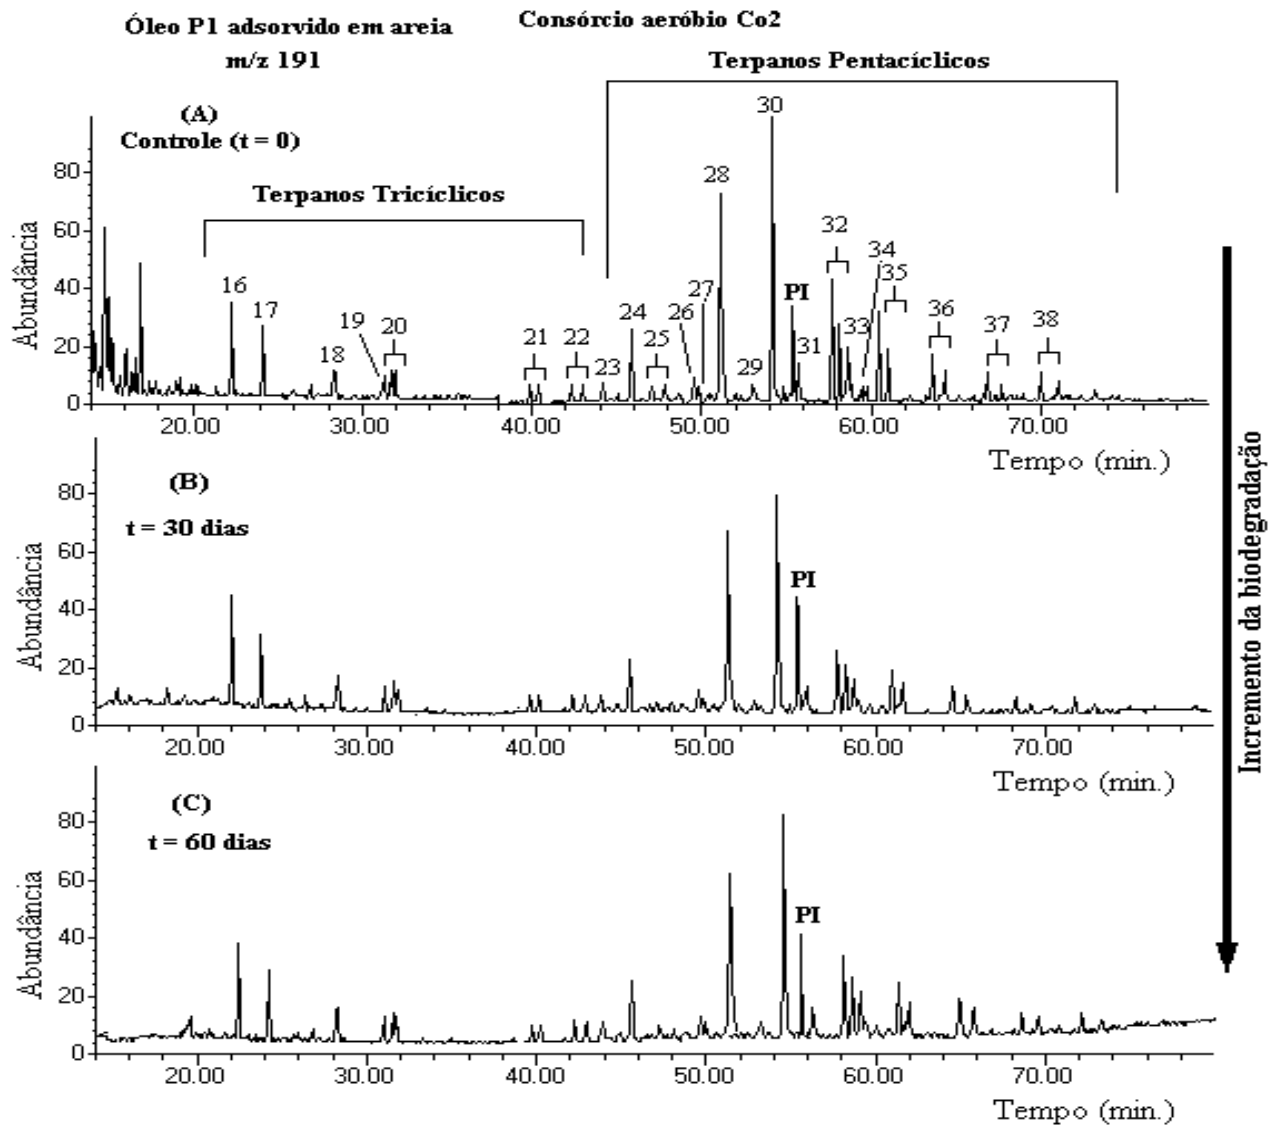 Óleo P1 adsorvido em areia
m/z 191
Consórcio aeróbio Co2
Terpanos Pentacíclicos
(A)
Controle (t = 0)
Terpanos Tricíclicos
Abundância
80
60
40
20
0
16
17
18
19
20
21
22
23
24
25
26
27
28
29
30
PI
31
32
33
34
35
36
37
38
20.00 30.00 40.00 50.00 60.00 70.00
Tempo (min.)
(B)
t = 30 dias
Abundância
80
60
40
20
0
PI
20.00 30.00 40.00 50.00 60.00 70.00
Tempo (min.)
(C)
t = 60 dias
Abundância
80
60
40
20
0
PI
20.00 30.00 40.00 50.00 60.00 70.00
Tempo (min.)
Incremento da biodegradação